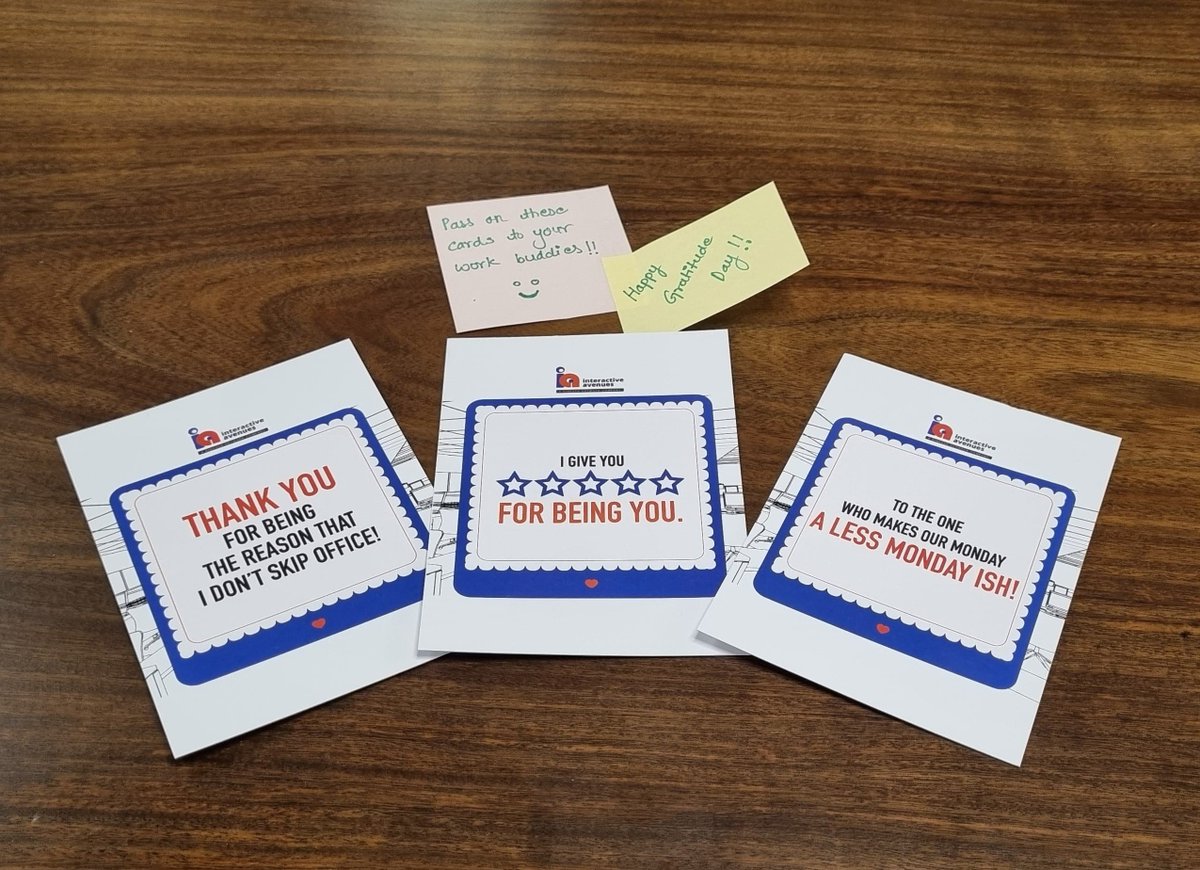 Pass on these
cards to your
work buddies!!
Happy
Gratitude
Day!!
interactive
avenues
THANK YOU
FOR BEING
THE REASON THAT
I DON'T SKIP OFFICE!
interactive
avenues
I GIVE YOU
FOR BEING YOU.
interactive
avenues
TO THE ONE
WHO MAKES OUR MONDAY
A LESS MONDAY ISH!